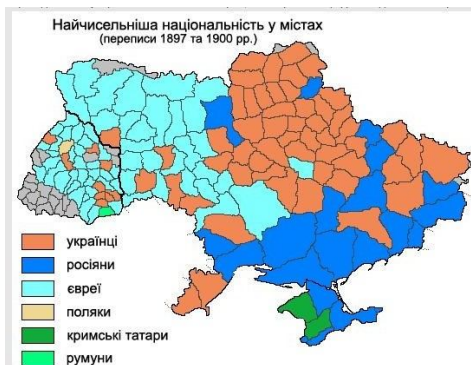 Найчисельніша національність у містах
(переписи 1897 та 1900 рр.)
українці
росіяни
євреї
поляки
кримські татари
румуни